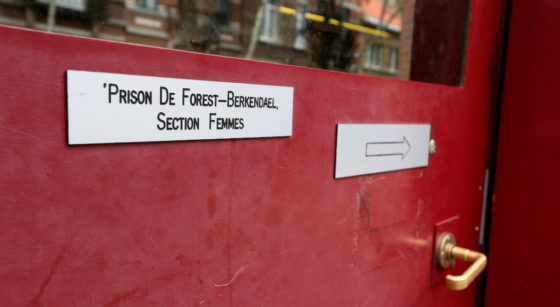 'Prison De Forest-Berkendael,
Section Femmes